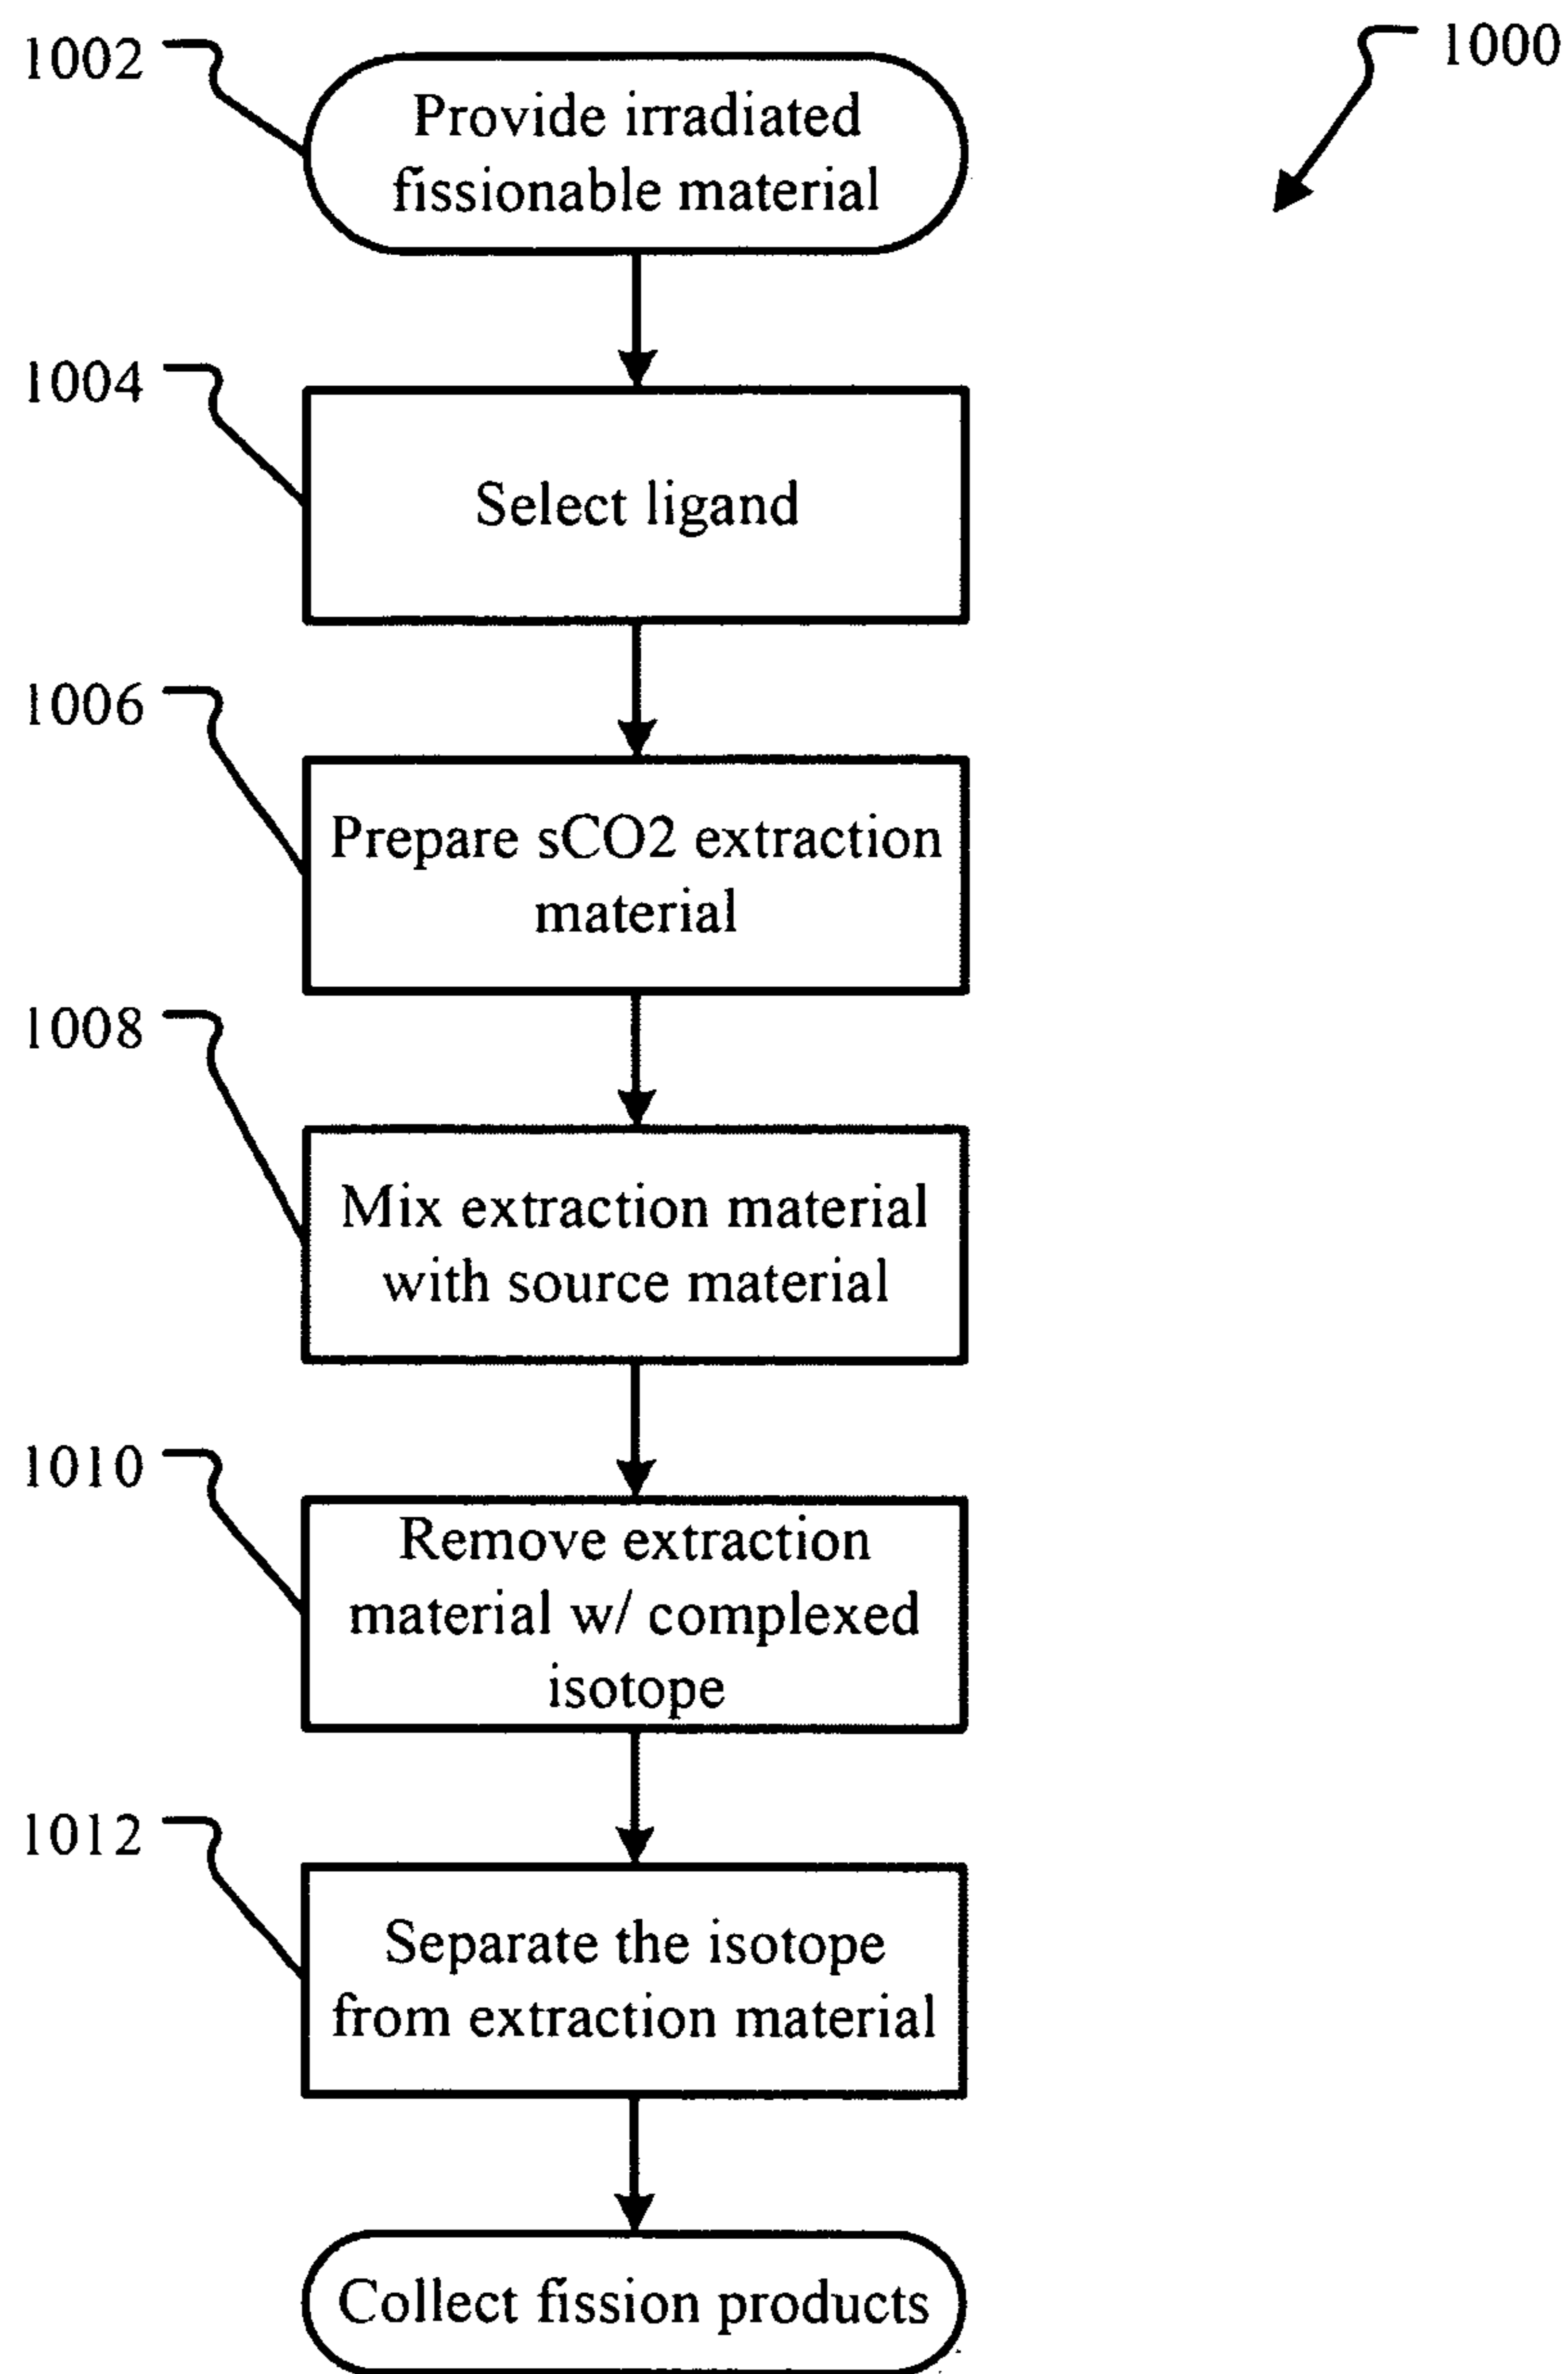 1002
1000
Provide irradiated
fissionable material
1004
Select ligand
1006
Prepare sCO2 extraction
material
1008
Mix extraction material
with source material
1010
Remove extraction
material w/ complexed
isotope
1012
Separate the isotope
from extraction material
Collect fission products